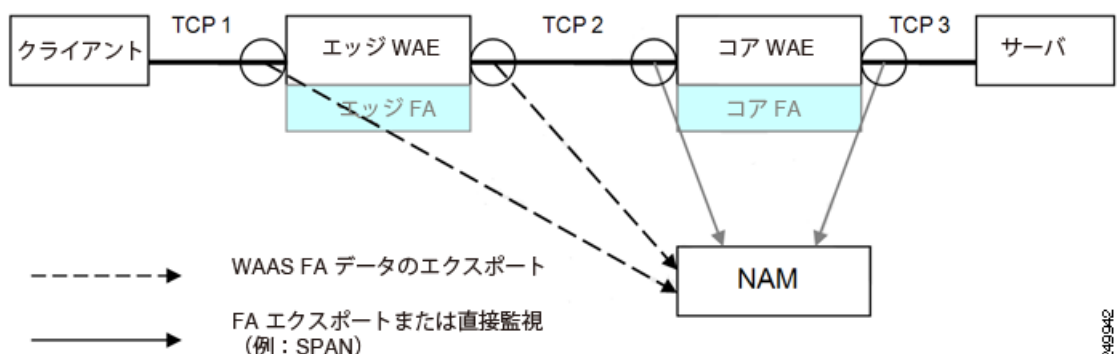 TCP 1
TCP 2
TCP 3
クライアント
エッジ WAE
コア WAE
サーバ
エッジ FA
コア FA
WAAS FA データのエクスポート
NAM
FA エクスポートまたは直接監視
（例：SPAN）